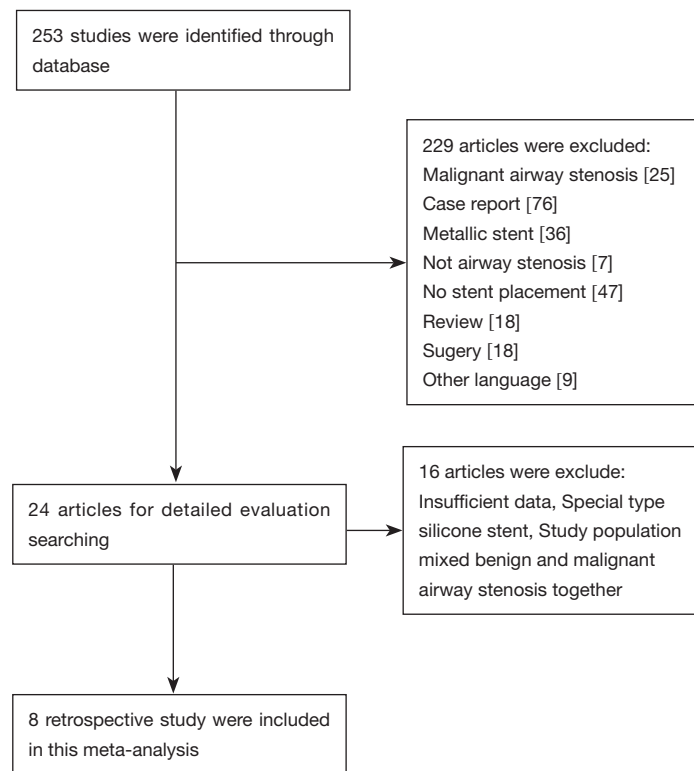 253 studies were identified through
database
229 articles were excluded:
Malignant airway stenosis [25]
Case report [76]
Metallic stent [36]
Not airway stenosis [7]
No stent placement [47]
Review [18]
Sugery [18]
Other language [9]
24 articles for detailed evaluation
searching
16 articles were exclude:
Insufficient data, Special type
silicone stent, Study population
mixed benign and malignant
airway stenosis together
8 retrospective study were included
in this meta-analysis